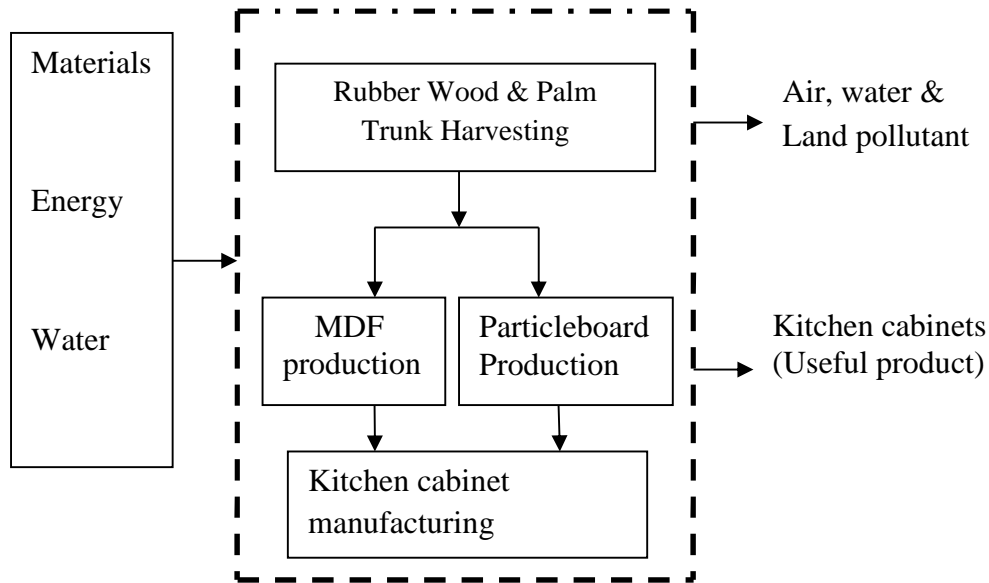 Materials
Energy
Water
Rubber Wood & Palm
Trunk Harvesting
MDF
production
Particleboard
Production
Kitchen cabinet
manufacturing
Air, water &
Land pollutant
Kitchen cabinets
(Useful product)